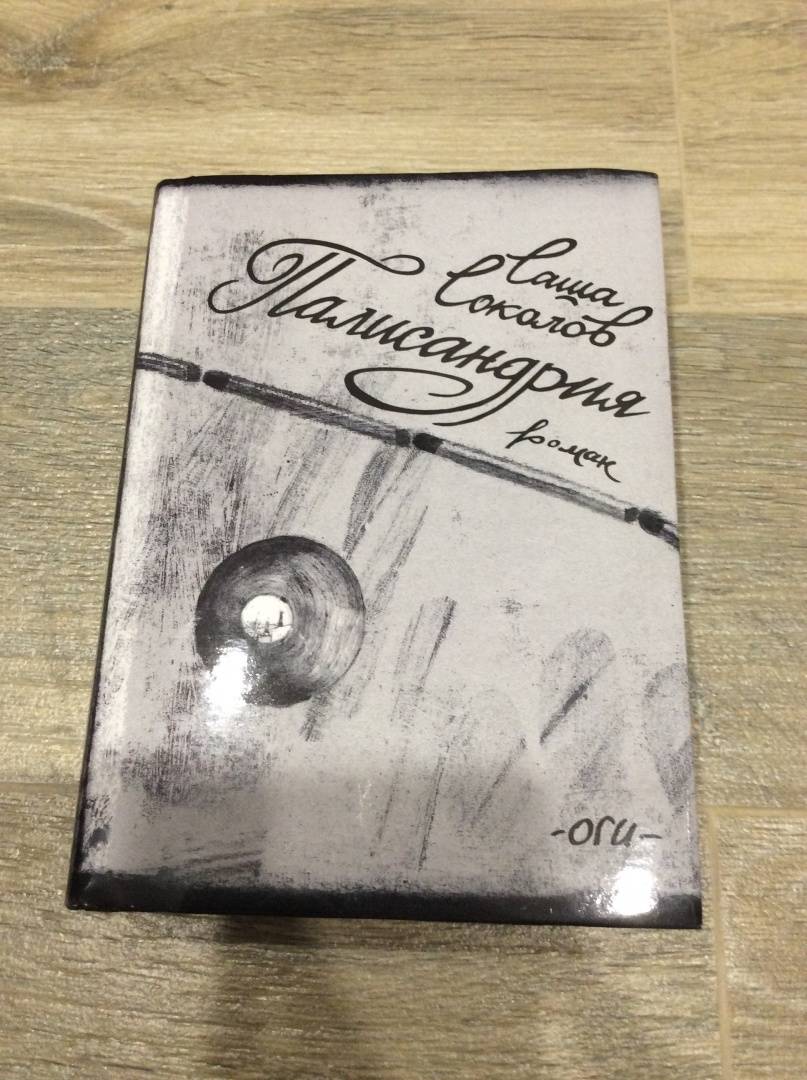 Саша
Соколов
Палисандрия
роман
-оги-